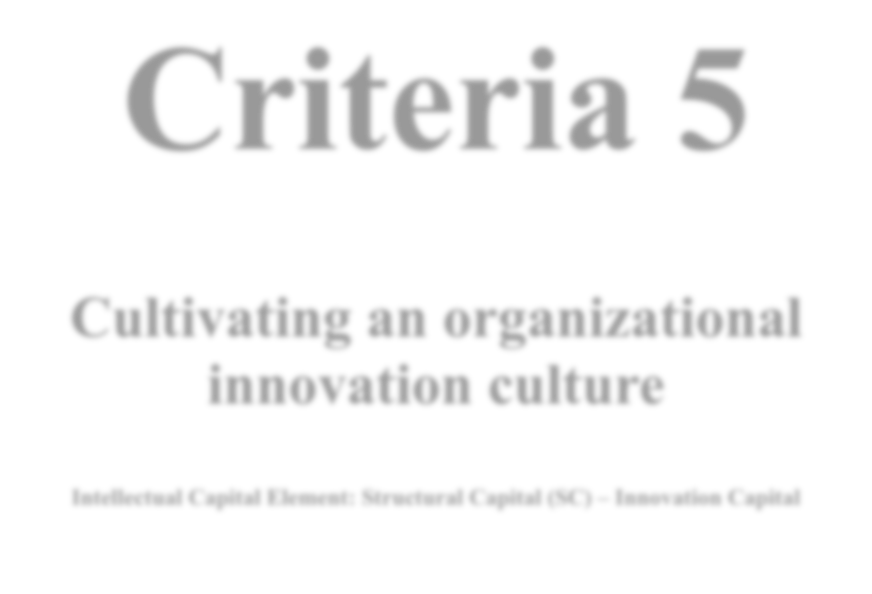 Criteria 5
Cultivating an organizational
innovation culture
Intellectual Capital Element: Structural Capital (SC) – Innovation Capital